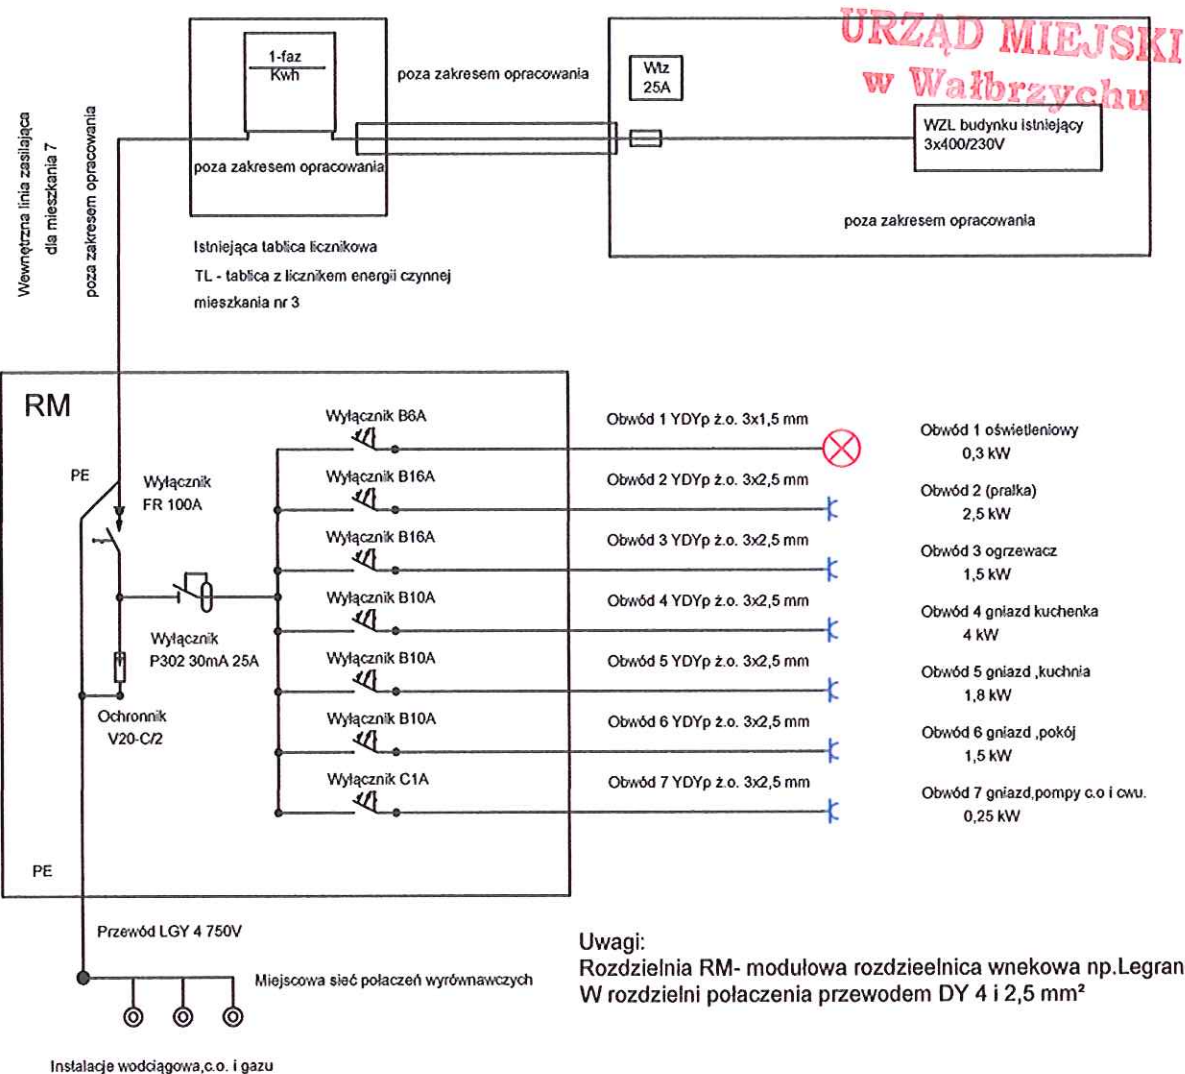 URZĄD MIEJSKI
w Wałbrzychu
1-faz
Kwh
poza zakresem opracowania
poza zakresem opracowania
Wtz
25A
WZL budynku istniejący
3x400/230V
poza zakresem opracowania
Wewnętrzna linia zasilająca
dla mieszkania 7
poza zakresem opracowania
Istniejąca tablica licznikowa
TL - tablica z licznikem energii czynnej
mieszkania nr 3
RM
PE
Wyłącznik
FR 100A
Wyłącznik
P302 30mA 25A
Ochronnik
V20-C/2
PE
Wyłącznik B6A
Obwód 1 YDYp ż.o. 3x1,5 mm
Obwód 1 oświetleniowy
0,3 kW
Wyłącznik B16A
Obwód 2 YDYp ż.o. 3x2,5 mm
Obwód 2 (pralka)
2,5 kW
Wyłącznik B16A
Obwód 3 YDYp ż.o. 3x2,5 mm
Obwód 3 ogrzewacz
1,5 kW
Wyłącznik B10A
Obwód 4 YDYp ż.o. 3x2,5 mm
Obwód 4 gniazd kuchenka
4 kW
Wyłącznik B10A
Obwód 5 YDYp ż.o. 3x2,5 mm
Obwód 5 gniazd ,kuchnia
1,8 kW
Wyłącznik B10A
Obwód 6 YDYp ż.o. 3x2,5 mm
Obwód 6 gniazd ,pokój
1,5 kW
Wyłącznik C1A
Obwód 7 YDYp ż.o. 3x2,5 mm
Obwód 7 gniazd,pompy c.o i cwu.
0,25 kW
Przewód LGY 4 750V
Miejscowa sieć połaczeń wyrównawczych
Instalacje wodciągowa,c.o. i gazu
Uwagi:
Rozdzielnia RM- modułowa rozdzieelnica wnekowa np.Legran
W rozdzielni połaczenia przewodem DY 4 i 2,5 mm²